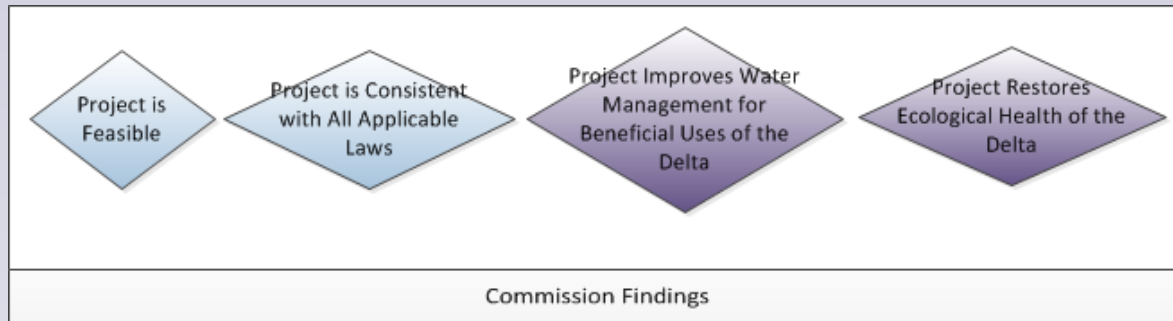 Project is
Feasible
Project is Consistent
with All Applicable
Laws
Project Improves Water
Management for
Beneficial Uses of the
Delta
Project Restores
Ecological Health of the
Delta
Commission Findings